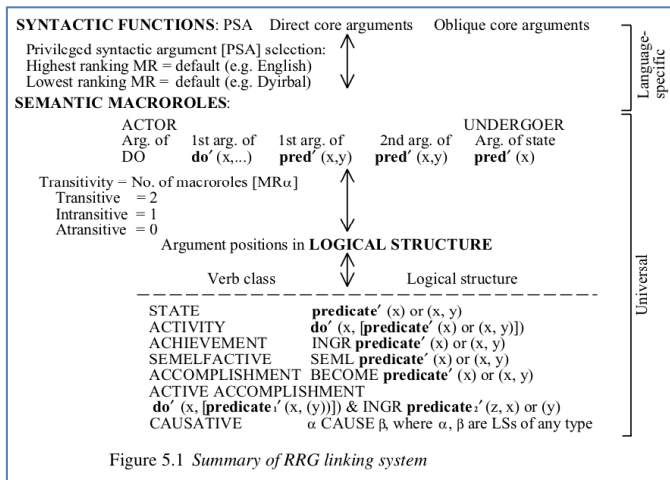 SYNTACTIC FUNCTIONS: PSA Direct core arguments Oblique core arguments
Privileged syntactic argument [PSA] selection:
Highest ranking MR = default (e.g. English)
Lowest ranking MR = default (e.g. Dyirbal)
Language-specific
SEMANTIC MACROROLES:
ACTOR UNDERGOER
Arg. of 1st arg. of 1st arg. of 2nd arg. of Arg. of state
DO do′ (x,...) pred′ (x,y) pred′ (x,y) pred′ (x)
Transitivity = No. of macroroles [MRα]
Transitive = 2
Intransitive = 1
Atransitive = 0
Argument positions in LOGICAL STRUCTURE
Verb class Logical structure
STATE predicate′ (x) or (x, y)
ACTIVITY do′ (x, [predicate′ (x) or (x, y)])
ACHIEVEMENT INGR predicate′ (x) or (x, y)
SEMELFACTIVE SEML predicate′ (x) or (x, y)
ACCOMPLISHMENT BECOME predicate′ (x) or (x, y)
ACTIVE ACCOMPLISHMENT
do′ (x, [predicate₁′ (x, (y))]) & INGR predicate₂′ (z, x) or (y)
CAUSATIVE α CAUSE β, where α, β are LSs of any type
Universal
Figure 5.1 Summary of RRG linking system